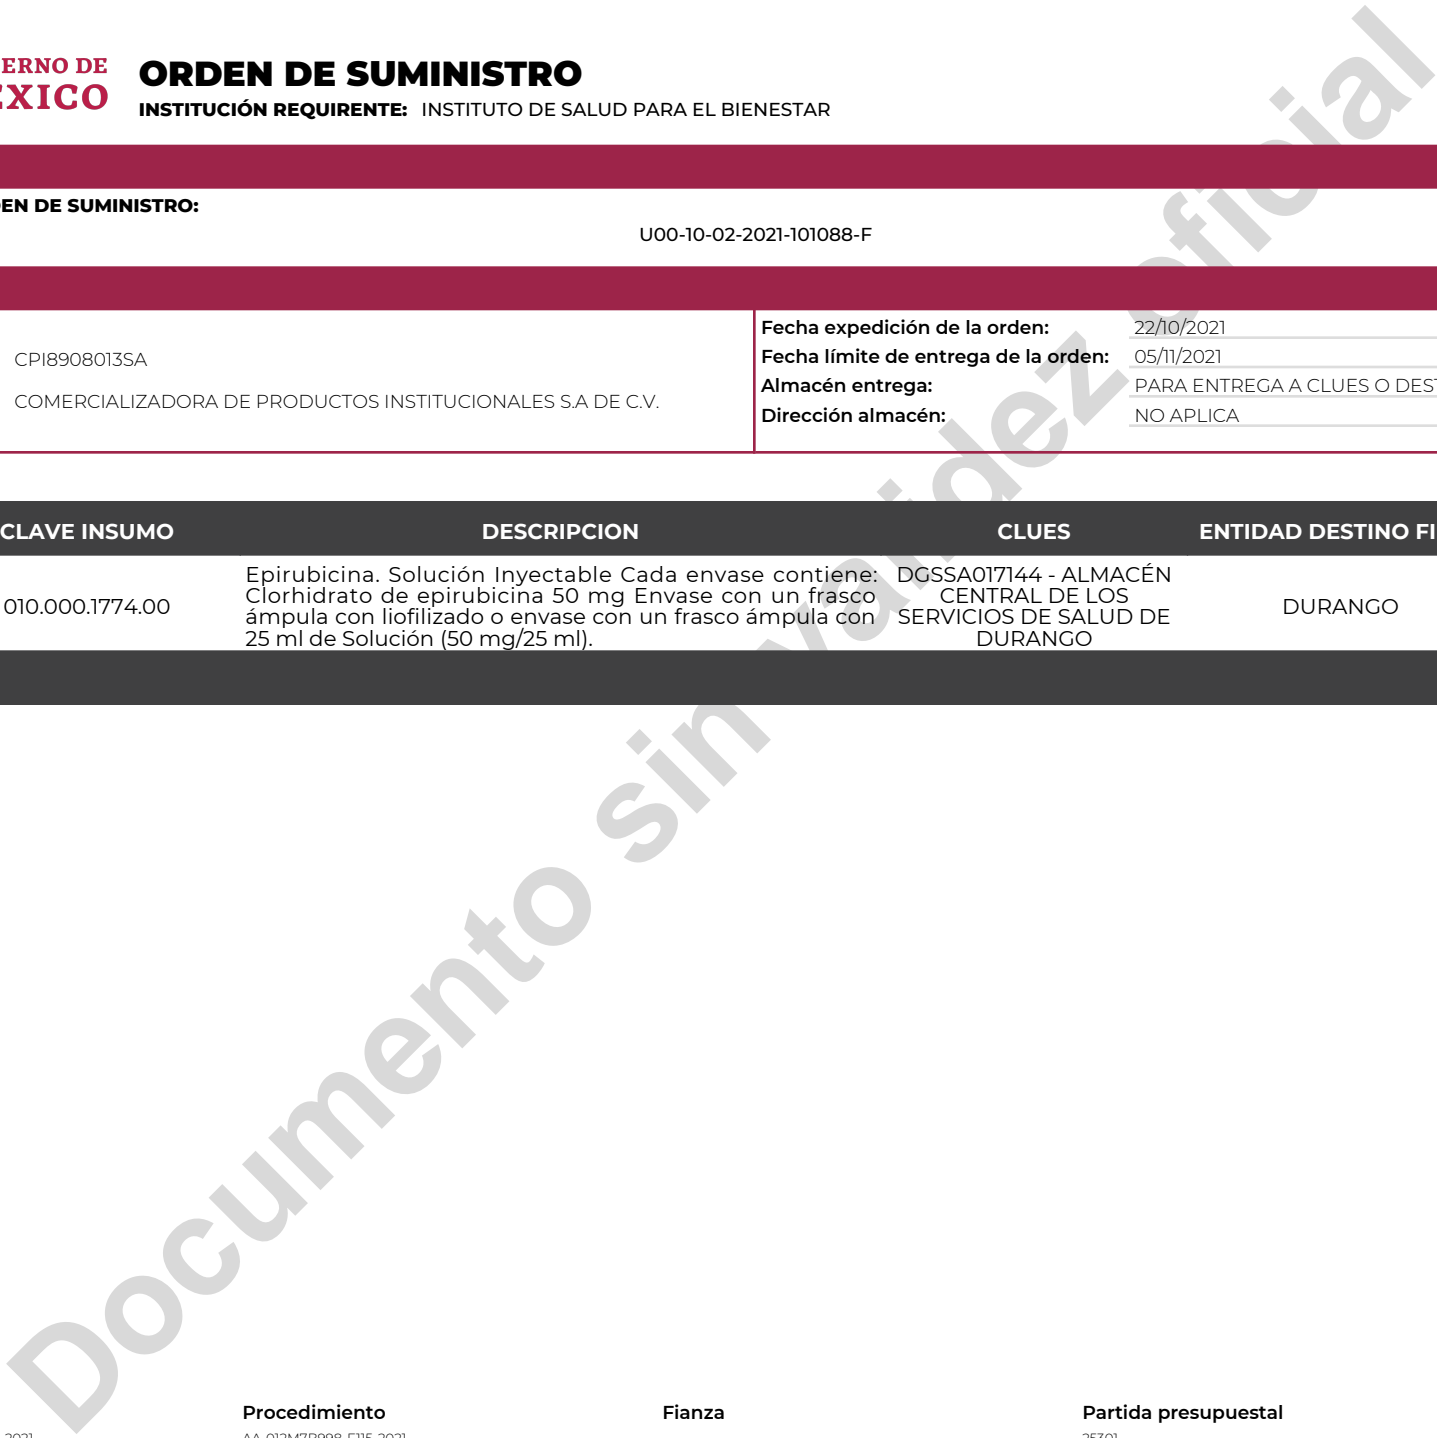 ERNO DE
EXICO
ORDEN DE SUMINISTRO
INSTITUCIÓN REQUIRENTE: INSTITUTO DE SALUD PARA EL BIENESTAR
EN DE SUMINISTRO:
U00-10-02-2021-101088-F
CPI8908013SA
COMERCIALIZADORA DE PRODUCTOS INSTITUCIONALES S.A DE C.V.
Fecha expedición de la orden: 22/10/2021
Fecha límite de entrega de la orden: 05/11/2021
Almacén entrega: PARA ENTREGA A CLUES O DEST
Dirección almacén: NO APLICA
CLAVE INSUMO DESCRIPCION CLUES ENTIDAD DESTINO FI
010.000.1774.00
Epirubicina. Solución Inyectable Cada envase contiene:
Clorhidrato de epirubicina 50 mg Envase con un frasco
ámpula con liofilizado o envase con un frasco ámpula con
25 ml de Solución (50 mg/25 ml).
DGSSA017144 - ALMACÉN
CENTRAL DE LOS
SERVICIOS DE SALUD DE
DURANGO
DURANGO
Documento sin validez oficial
Procedimiento Fianza Partida presupuestal